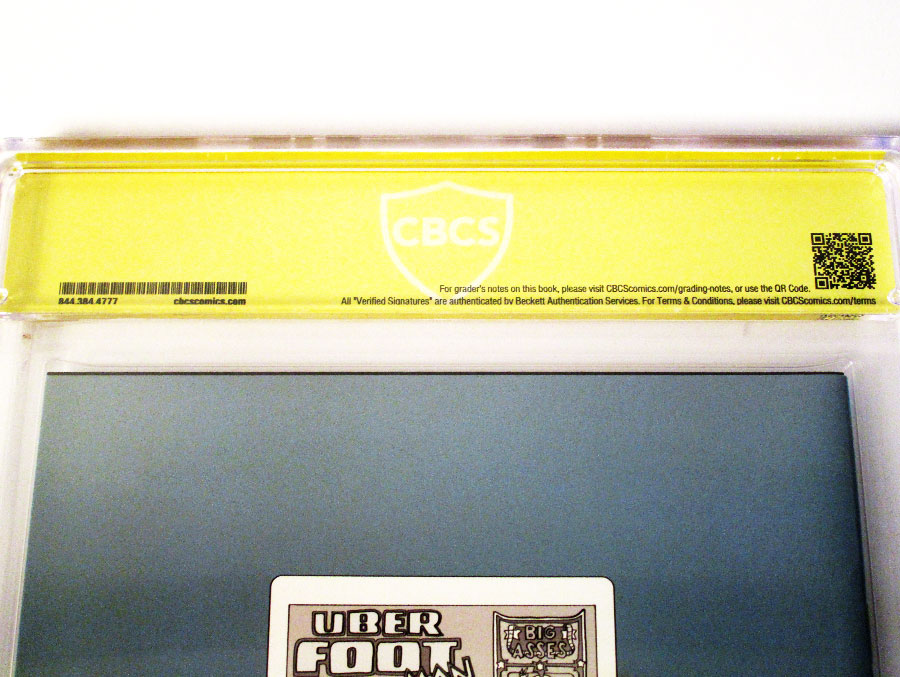 CBCS
844.384.4777 cbcscomics.com
For grader's notes on this book, please visit CBCScomics.com/grading-notes, or use the QR Code.
All "Verified Signatures" are authenticated by Beckett Authentication Services. For Terms & Conditions, please visit CBCScomics.com/terms
UBER
FOOT
MAN
BIG
ASSES